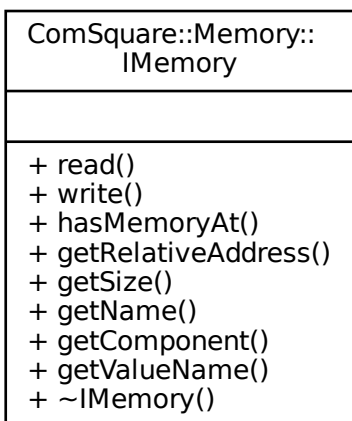 ComSquare::Memory::
IMemory
+ read()
+ write()
+ hasMemoryAt()
+ getRelativeAddress()
+ getSize()
+ getName()
+ getComponent()
+ getValueName()
+ ~IMemory()